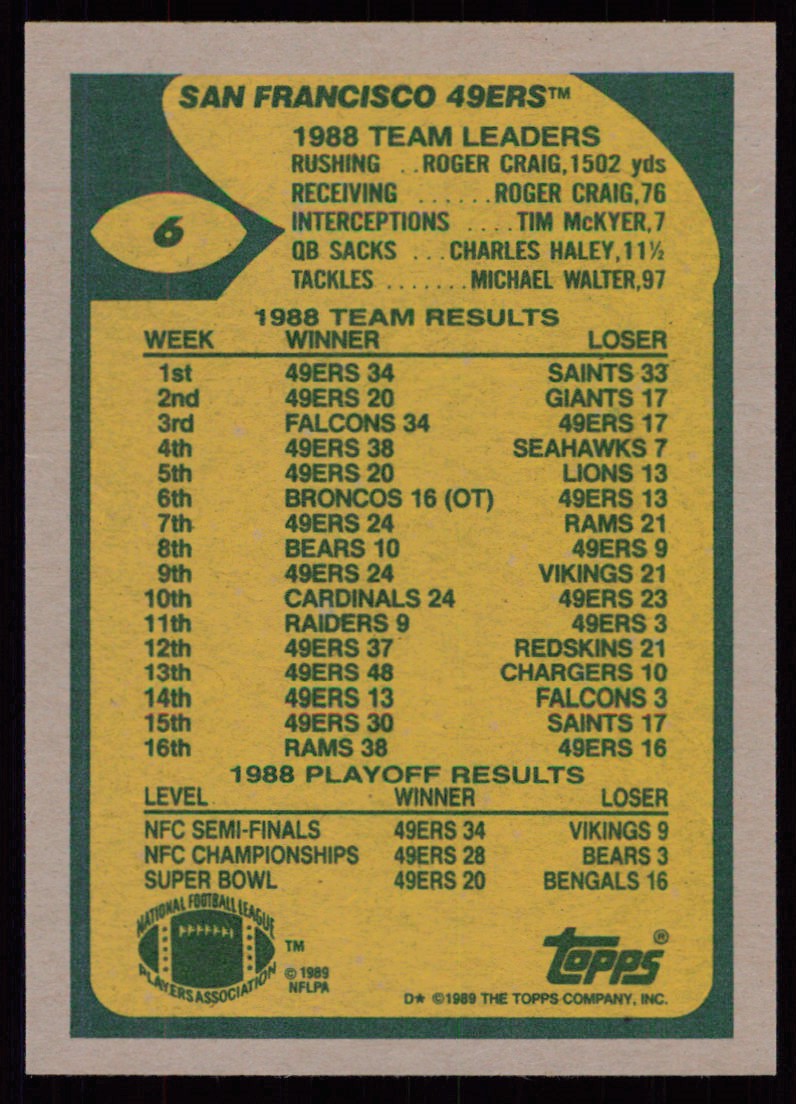 SAN FRANCISCO 49ERS™
1988 TEAM LEADERS
RUSHING ..ROGER CRAIG,1502 yds
RECEIVING ......ROGER CRAIG,76
6
INTERCEPTIONS ....TIM McKYER,7
QB SACKS ...CHARLES HALEY,11½
TACKLES .......MICHAEL WALTER,97
1988 TEAM RESULTS
WEEK WINNER LOSER
1st 49ERS 34 SAINTS 33
2nd 49ERS 20 GIANTS 17
3rd FALCONS 34 49ERS 17
4th 49ERS 38 SEAHAWKS 7
5th 49ERS 20 LIONS 13
6th BRONCOS 16 (OT) 49ERS 13
7th 49ERS 24 RAMS 21
8th BEARS 10 49ERS 9
9th 49ERS 24 VIKINGS 21
10th CARDINALS 24 49ERS 23
11th RAIDERS 9 49ERS 3
12th 49ERS 37 REDSKINS 21
13th 49ERS 48 CHARGERS 10
14th 49ERS 13 FALCONS 3
15th 49ERS 30 SAINTS 17
16th RAMS 38 49ERS 16
1988 PLAYOFF RESULTS
LEVEL WINNER LOSER
NFC SEMI-FINALS 49ERS 34 VIKINGS 9
NFC CHAMPIONSHIPS 49ERS 28 BEARS 3
SUPER BOWL 49ERS 20 BENGALS 16
NATIONAL FOOTBALL LEAGUE
PLAYERS ASSOCIATION
™
© 1989
NFLPA
topps®
D★ ©1989 THE TOPPS COMPANY, INC.